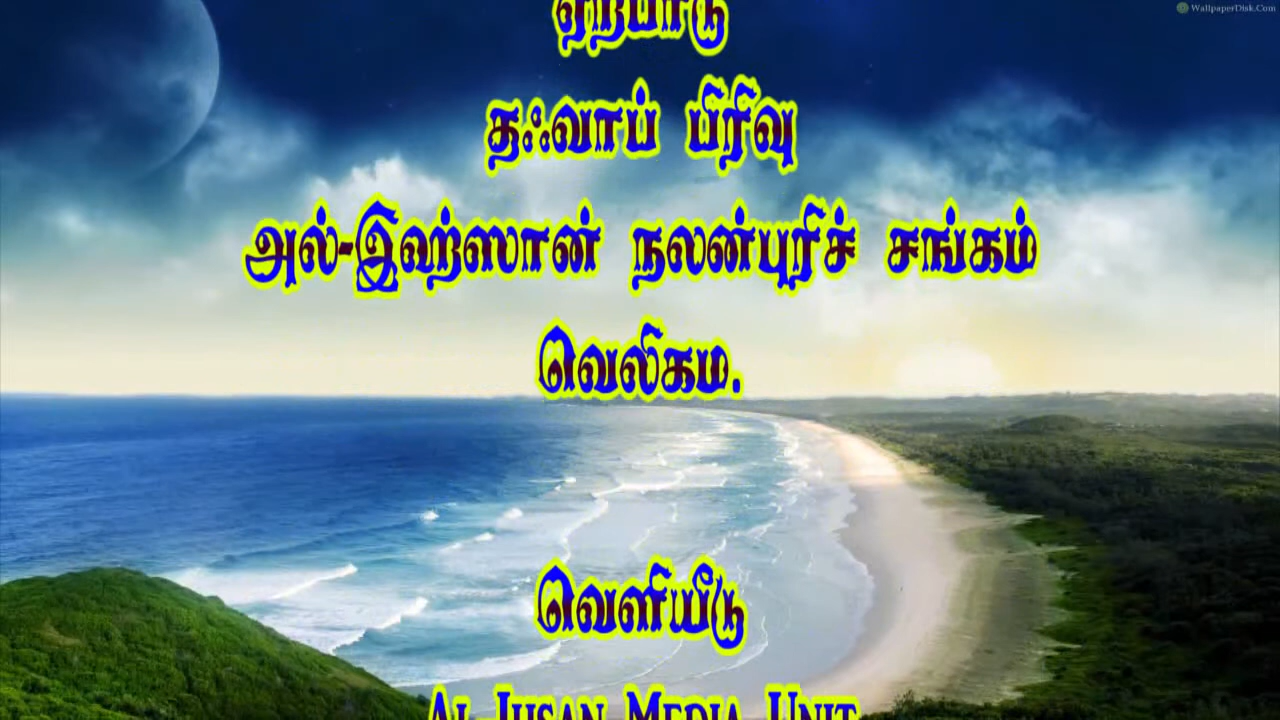 WallpaperDisk.Com
ஏற்பாடு
தஃவாப் பிரிவு
அல்-இஹ்ஸான் நலன்புரிச் சங்கம்
வெலிகம.
வெளியீடு
Al-Ihsan Media Unit